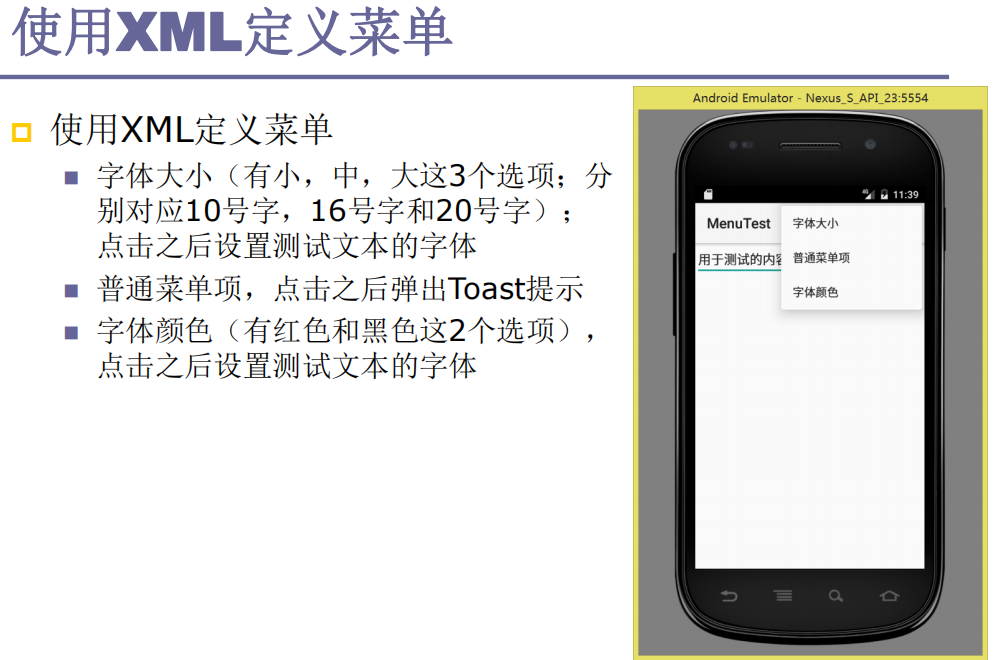 使用XML定义菜单
使用XML定义菜单
字体大小（有小，中，大这3个选项；分
别对应10号字，16号字和20号字）；
点击之后设置测试文本的字体
普通菜单项，点击之后弹出Toast提示
字体颜色（有红色和黑色这2个选项），
点击之后设置测试文本的字体
Android Emulator - Nexus_S_API_23:5554
4G 11:39
MenuTest
字体大小
用于测试的内容
普通菜单项
字体颜色